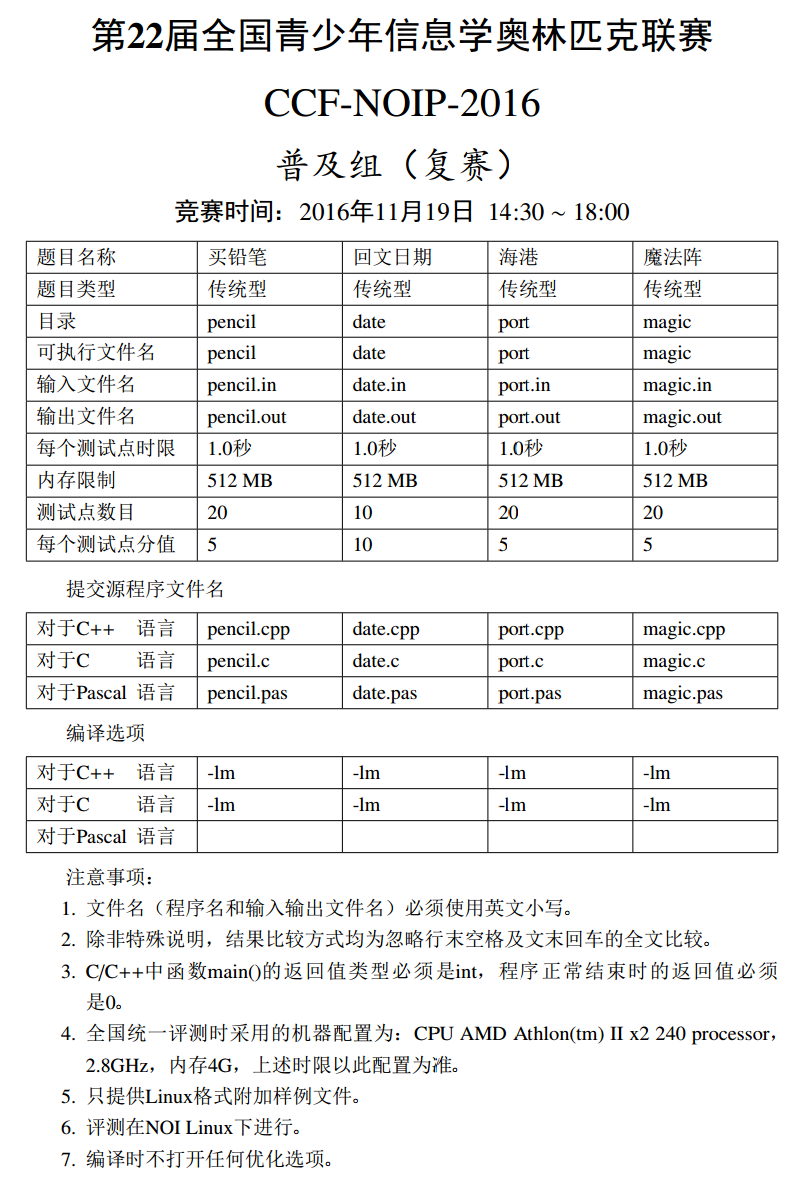 第22届全国青少年信息学奥林匹克联赛
CCF-NOIP-2016
普及组（复赛）
竞赛时间：2016年11月19日 14:30 ~ 18:00
题目名称 买铅笔 回文日期 海港 魔法阵
题目类型 传统型 传统型 传统型 传统型
目录 pencil date port magic
可执行文件名 pencil date port magic
输入文件名 pencil.in date.in port.in magic.in
输出文件名 pencil.out date.out port.out magic.out
每个测试点时限 1.0秒 1.0秒 1.0秒 1.0秒
内存限制 512 MB 512 MB 512 MB 512 MB
测试点数目 20 10 20 20
每个测试点分值 5 10 5 5
提交源程序文件名
对于C++ 语言 pencil.cpp date.cpp port.cpp magic.cpp
对于C 语言 pencil.c date.c port.c magic.c
对于Pascal 语言 pencil.pas date.pas port.pas magic.pas
编译选项
对于C++ 语言 -lm -lm -lm -lm
对于C 语言 -lm -lm -lm -lm
对于Pascal 语言
注意事项：
1. 文件名（程序名和输入输出文件名）必须使用英文小写。
2. 除非特殊说明，结果比较方式均为忽略行末空格及文末回车的全文比较。
3. C/C++中函数main()的返回值类型必须是int，程序正常结束时的返回值必须
是0。
4. 全国统一评测时采用的机器配置为：CPU AMD Athlon(tm) II x2 240 processor，
2.8GHz，内存4G，上述时限以此配置为准。
5. 只提供Linux格式附加样例文件。
6. 评测在NOI Linux下进行。
7. 编译时不打开任何优化选项。